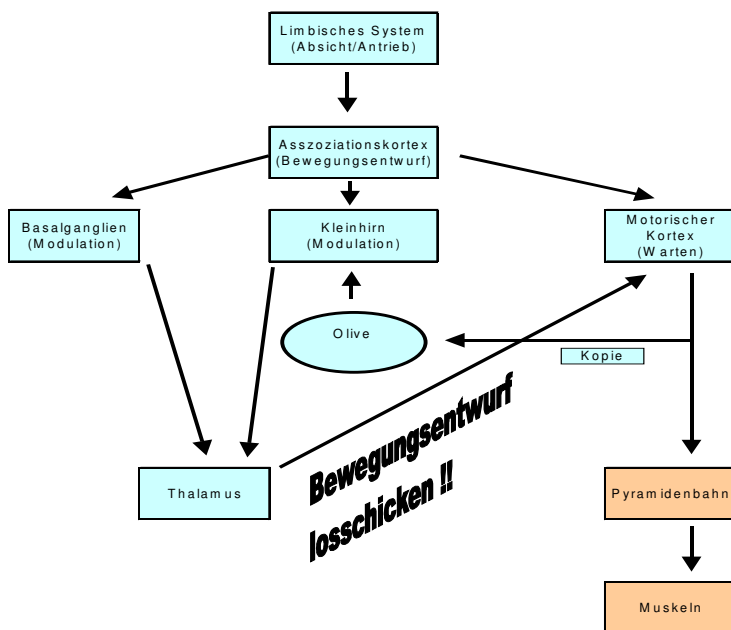 Limbisches System
(Absicht/Antrieb)
Asszoziationskortex
(Bewegungsentwurf)
Basalganglien
(Modulation)
Kleinhirn
(Modulation)
Motorischer
Kortex
(Warten)
Olive
Kopie
Bewegungsentwurf
losschicken !!
Thalamus
Pyramidenbahn
Muskeln